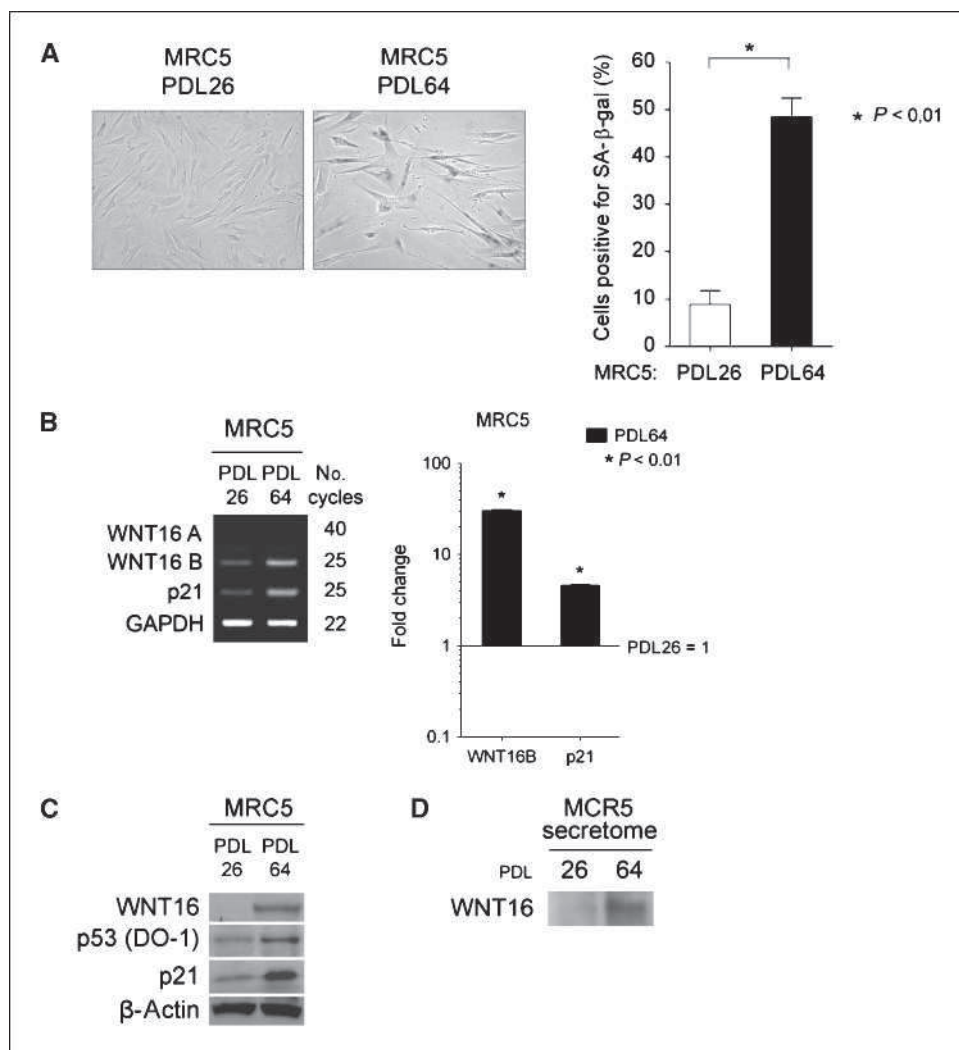 A
MRC5
PDL26
MRC5
PDL64
Cells positive for SA-β-gal (%)
60
50
40
30
20
10
0
*
* P < 0,01
MRC5: PDL26 PDL64
B
MRC5
PDL 26
PDL 64
No. cycles
WNT16 A 40
WNT16 B 25
p21 25
GAPDH 22
MRC5
PDL64
* P < 0.01
Fold change
100
10
1
0.1
*
*
PDL26 = 1
WNT16B p21
C
MRC5
PDL 26
PDL 64
WNT16
p53 (DO-1)
p21
β-Actin
D
MCR5
secretome
PDL 26 64
WNT16